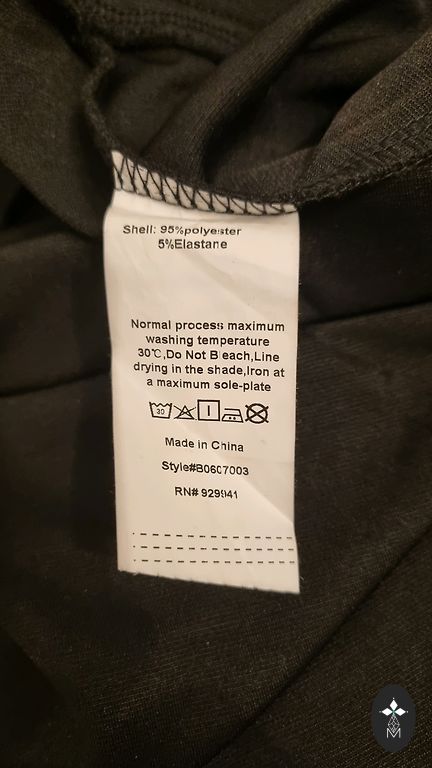 Shell: 95%polyester
5%Elastane
Normal process maximum
washing temperature
30℃,Do Not Bleach,Line
drying in the shade,Iron at
a maximum sole-plate
30
Made in China
Style#B0607003
RN# 929941
M